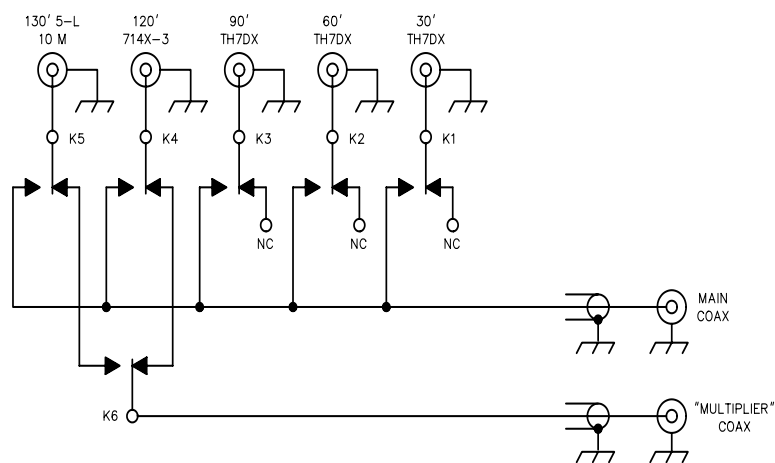 130' 5-L
10 M
120'
714X-3
90'
TH7DX
60'
TH7DX
30'
TH7DX
K5
K4
K3
K2
K1
NC
NC
NC
MAIN
COAX
K6
"MULTIPLIER"
COAX